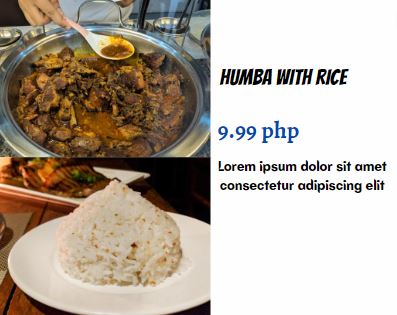 HUMBA WITH RICE
9.99 php
Lorem ipsum dolor sit amet
consectetur adipiscing elit